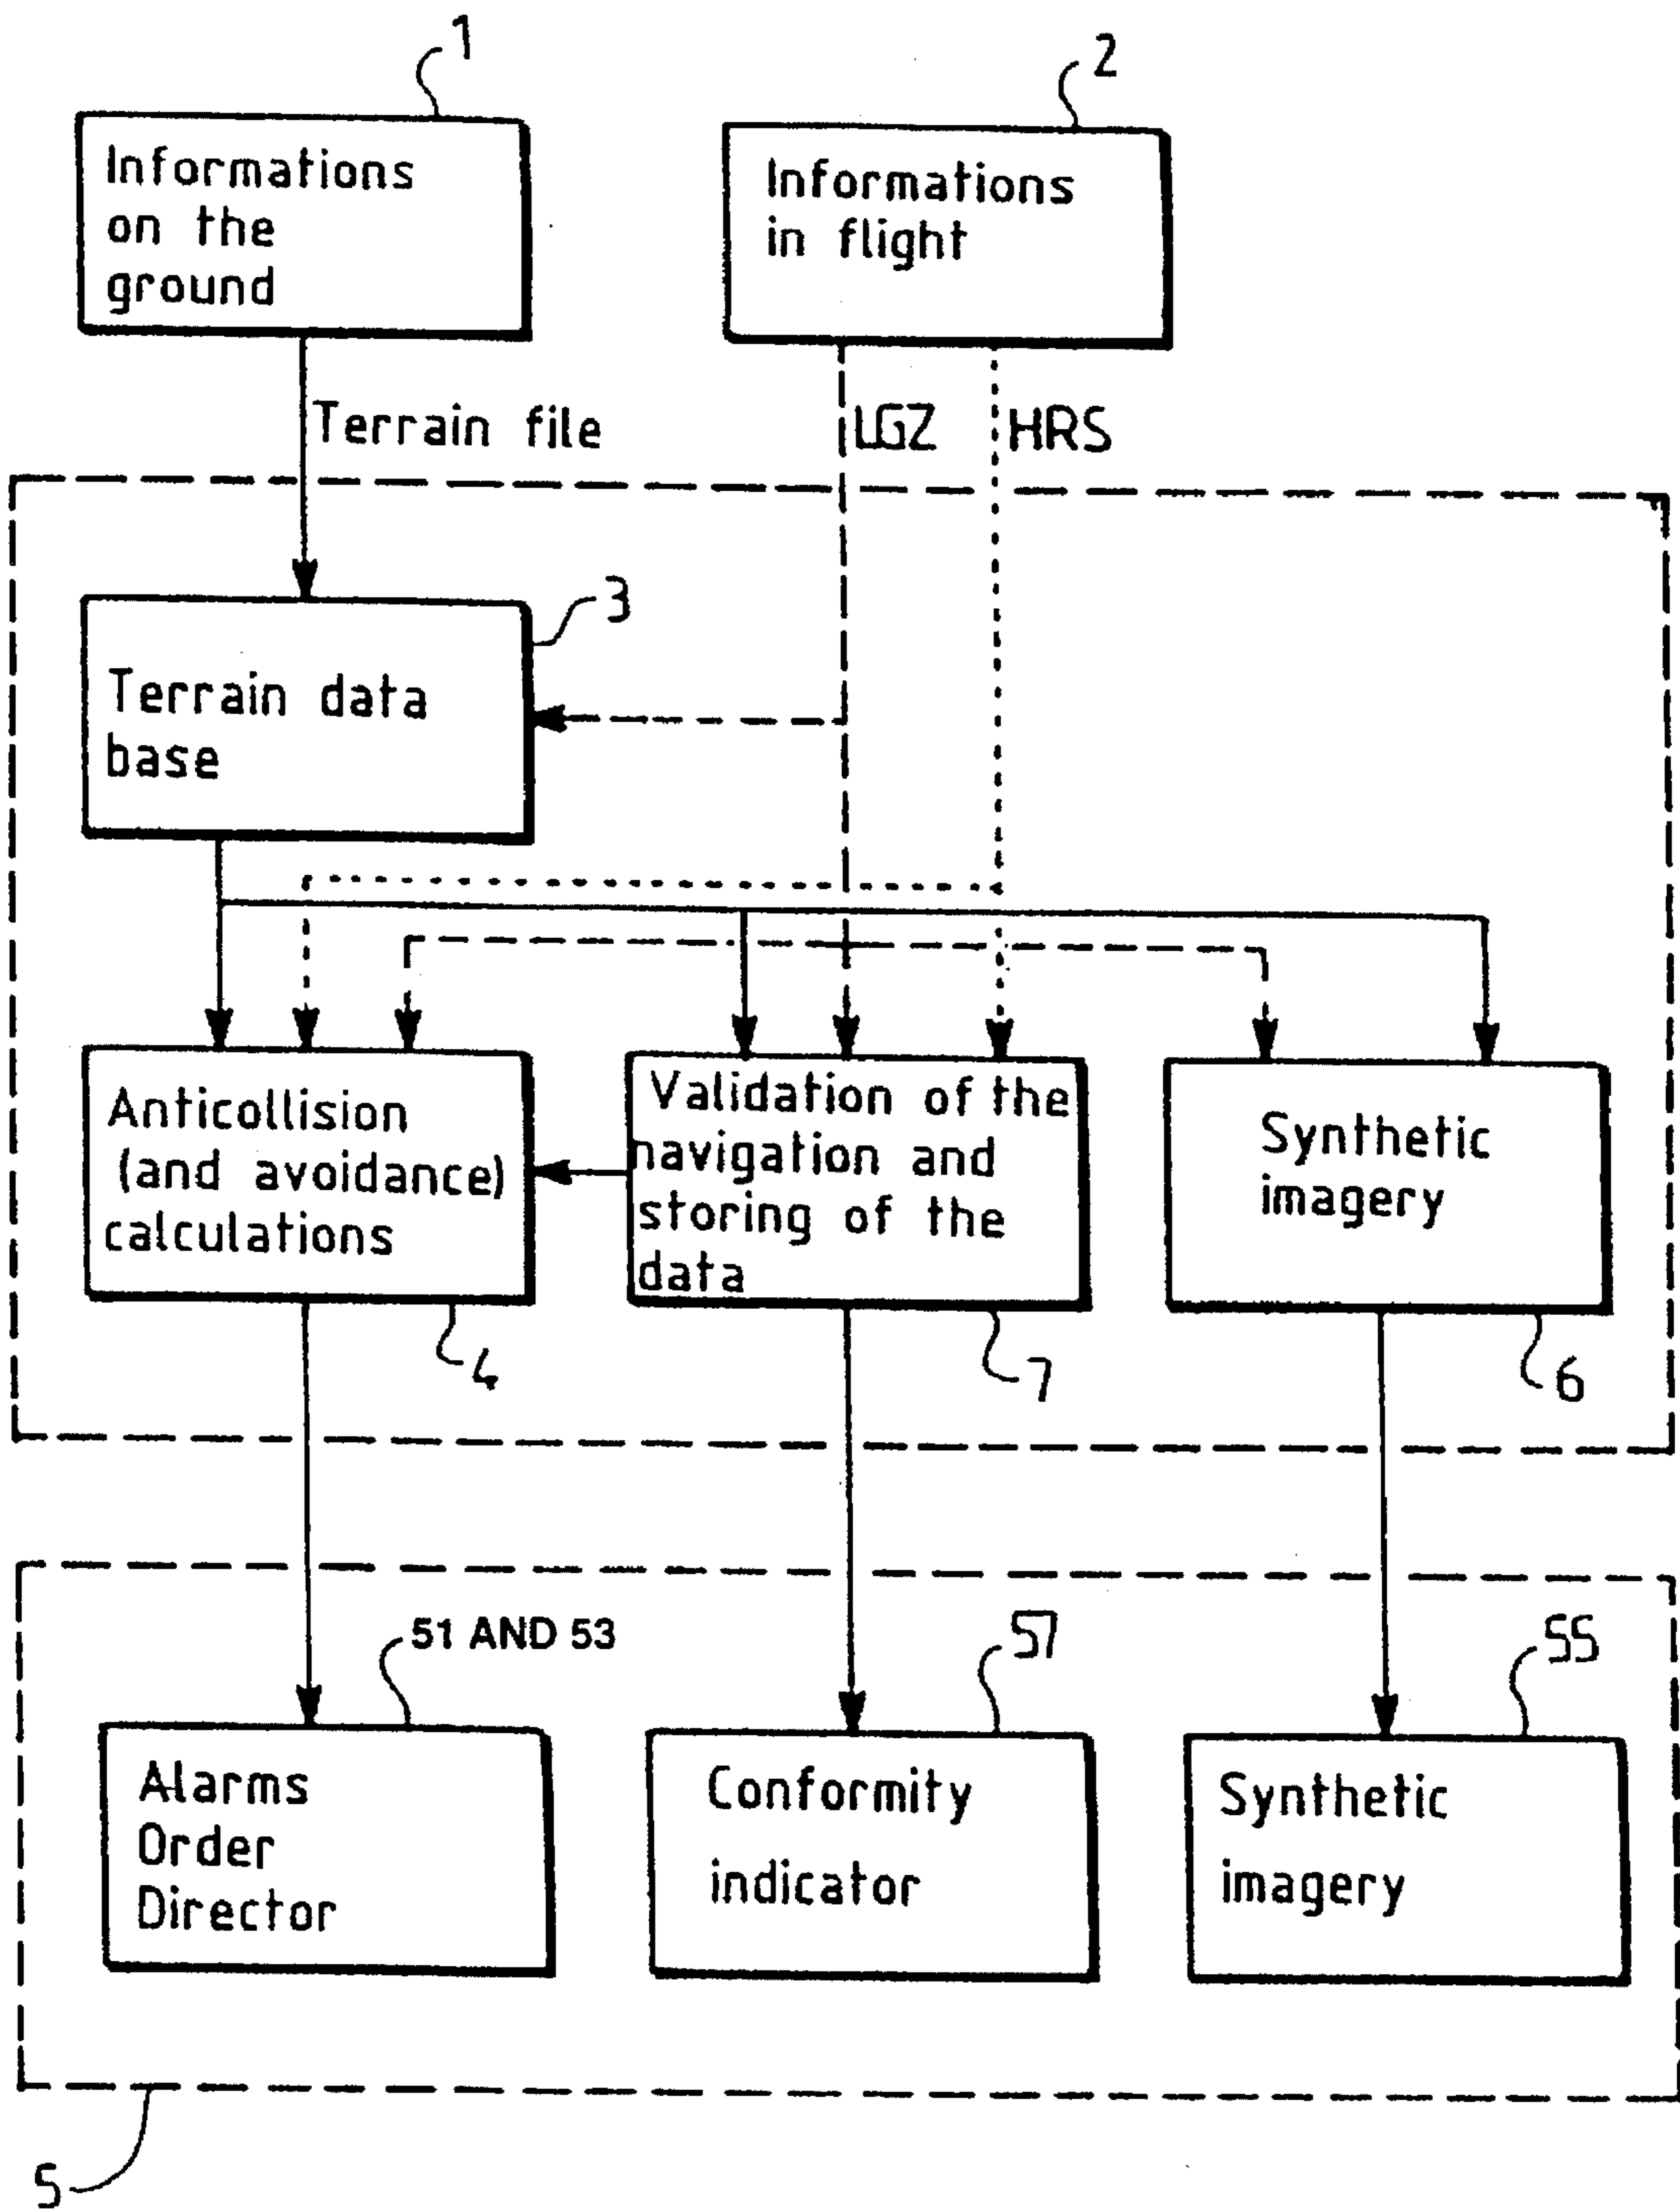 1
2
Informations
on the
ground
Informations
in flight
Terrain file
LGZ
HRS
3
Terrain data
base
Anticollision
(and avoidance)
calculations
Validation of the
navigation and
storing of the
data
Synthetic
imagery
4
7
6
51 AND 53
57
55
Alarms
Order
Director
Conformity
indicator
Synthetic
imagery
5